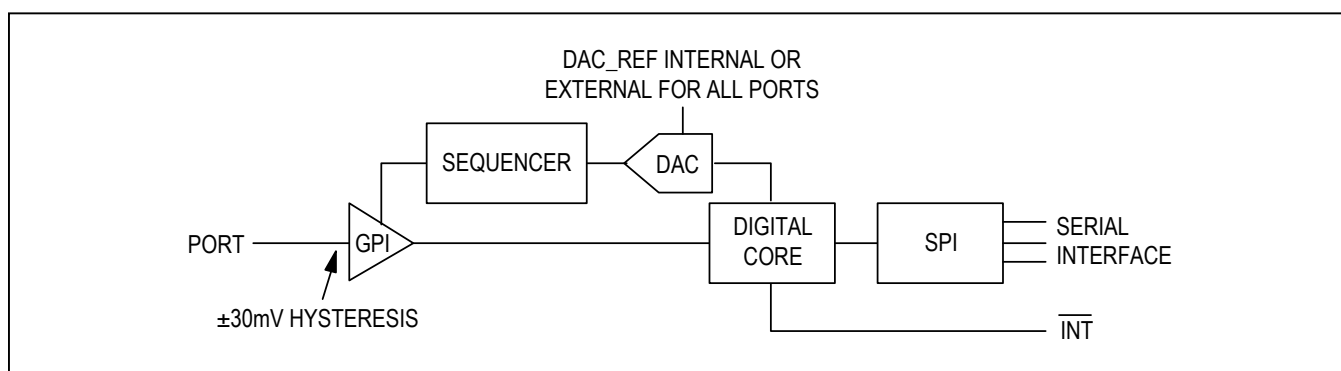 DAC_REF INTERNAL OR
EXTERNAL FOR ALL PORTS
SEQUENCER
DAC
PORT
GPI
DIGITAL
CORE
SPI
SERIAL
INTERFACE
±30mV HYSTERESIS
INT